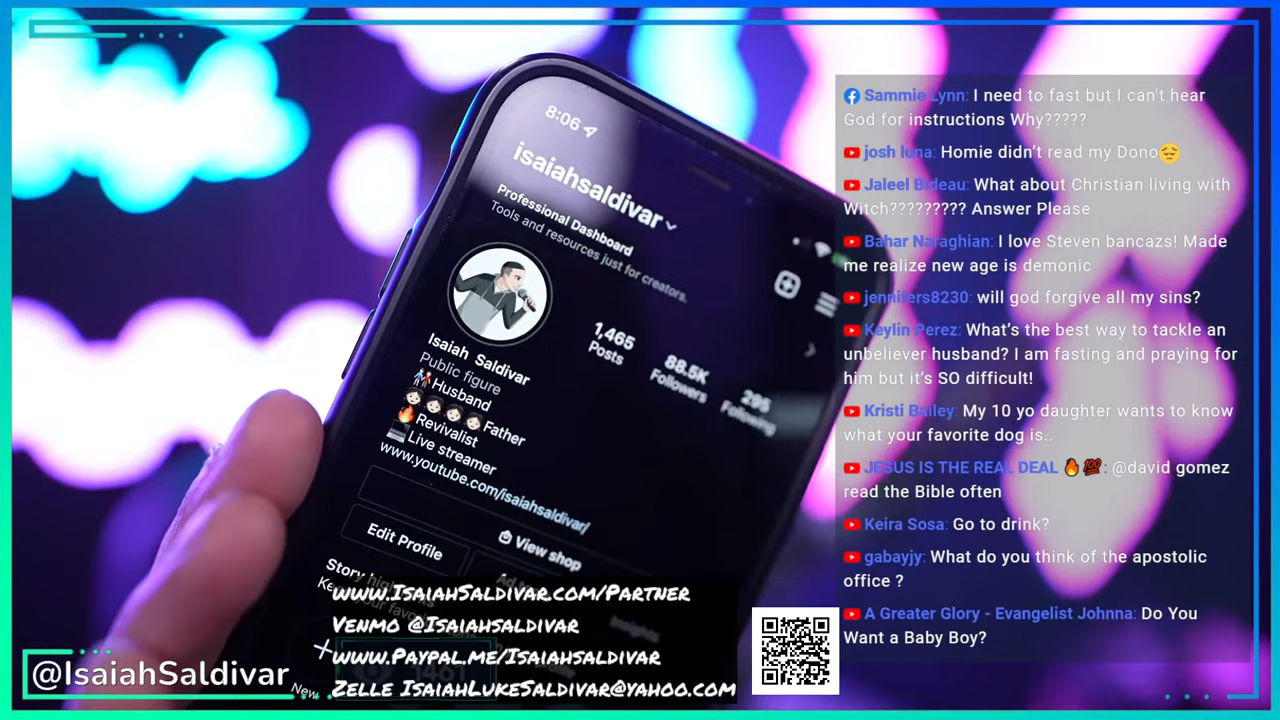 8:06
isaiahsaldivar
Professional Dashboard
Tools and resources just for creators.
1,465
Posts
88.5K
Followers
295
Following
Isaiah Saldivar
Public figure
Husband
Father
Revivalist
Live streamer
www.youtube.com/isaiahsaldivar/
Edit Profile
View shop
Insights
Story
New
www.IsaiahSaldivar.com/Partner
Venmo @Isaiahsaldivar
www.Paypal.me/Isaiahsaldivar
Zelle IsaiahLukeSaldivar@yahoo.com
@IsaiahSaldivar
Sammie Lynn: I need to fast but I can't hear
God for instructions Why?????
josh luna: Homie didn't read my Dono😔
Jaleel Bideau: What about Christian living with
Witch????????? Answer Please
Bahar Naraghian: I love Steven bancazs! Made
me realize new age is demonic
jennifers8230: will god forgive all my sins?
Keylin Perez: What's the best way to tackle an
unbeliever husband? I am fasting and praying for
him but it's SO difficult!
Kristi Bailey: My 10 yo daughter wants to know
what your favorite dog is..
JESUS IS THE REAL DEAL 🔥💯: @david gomez
read the Bible often
Keira Sosa: Go to drink?
gabayjy: What do you think of the apostolic
office ?
A Greater Glory - Evangelist Johnna: Do You
Want a Baby Boy?